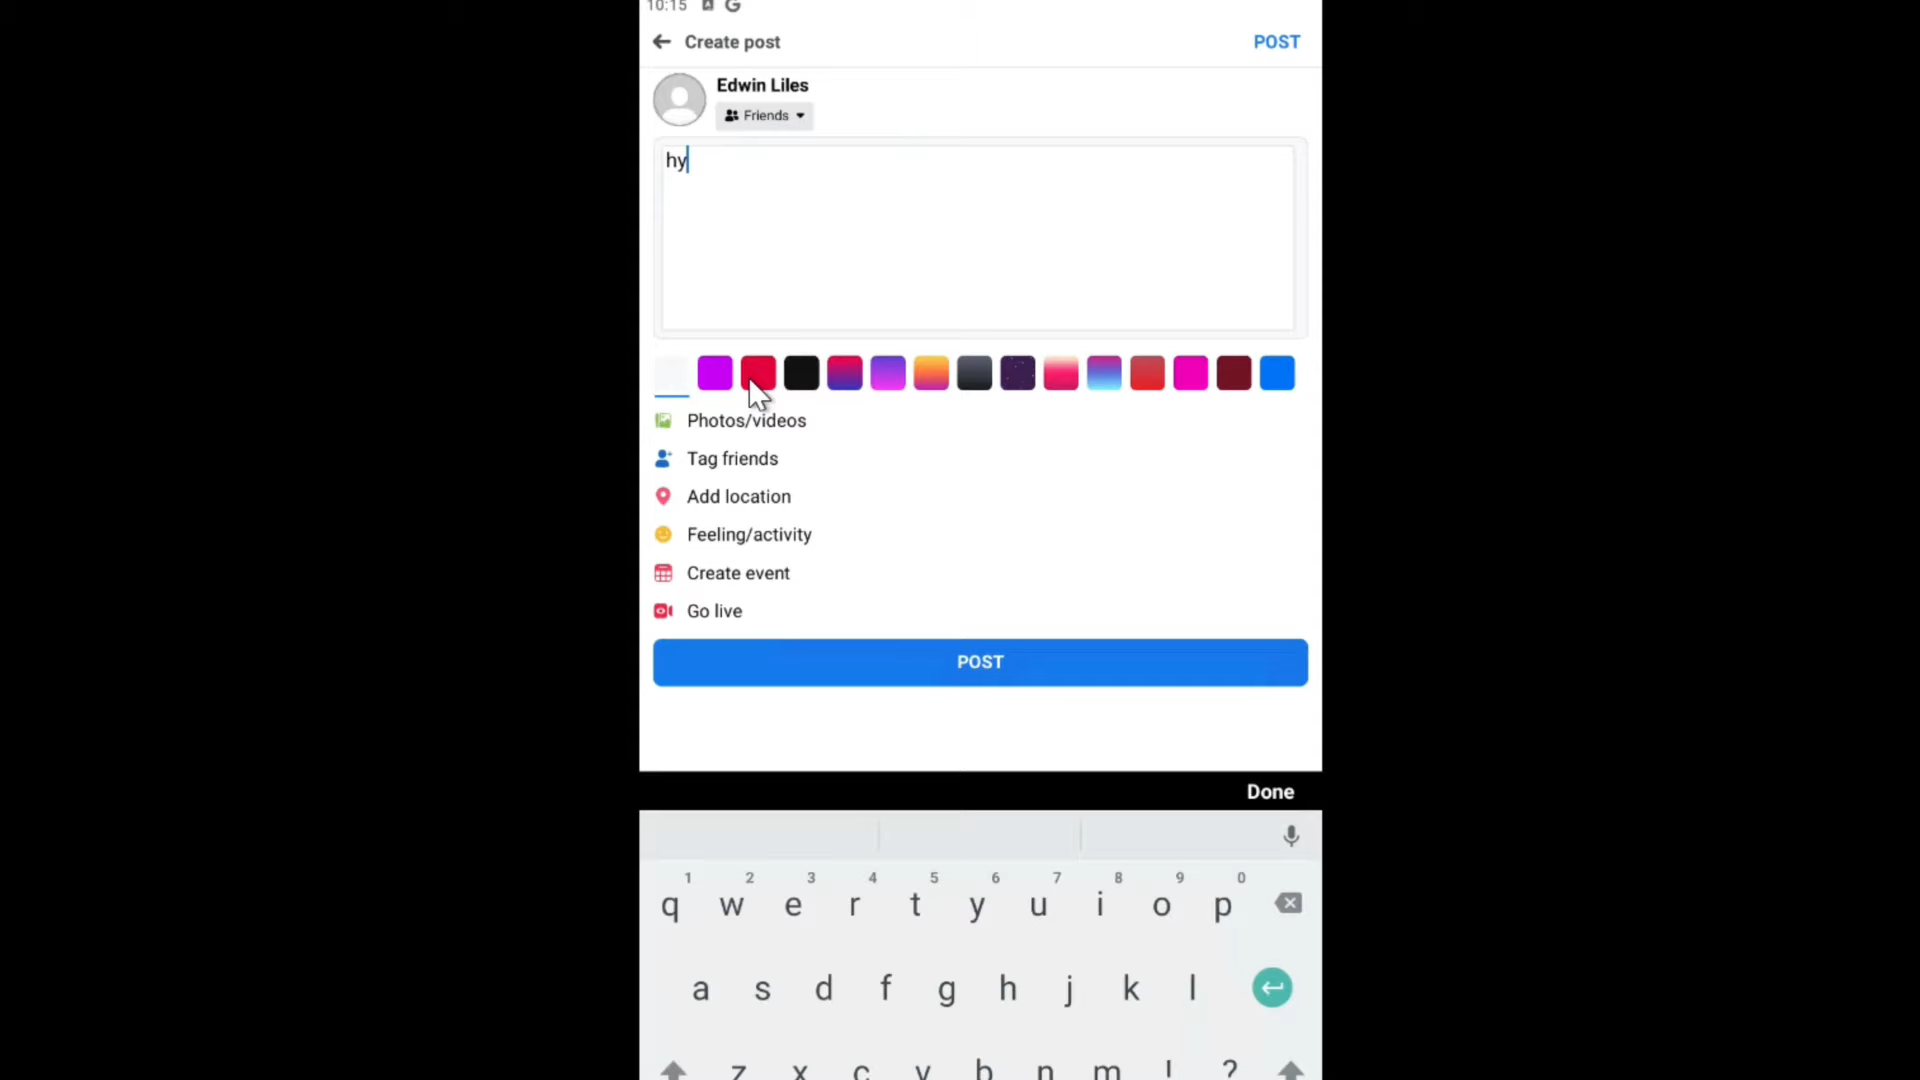 10:15
Create post
POST
Edwin Liles
Friends
hy
Photos/videos
Tag friends
Add location
Feeling/activity
Create event
Go live
POST
Done
1 2 3 4 5 6 7 8 9 0
q w e r t y u i o p
a s d f g h j k l
z x c v b n m ! ?